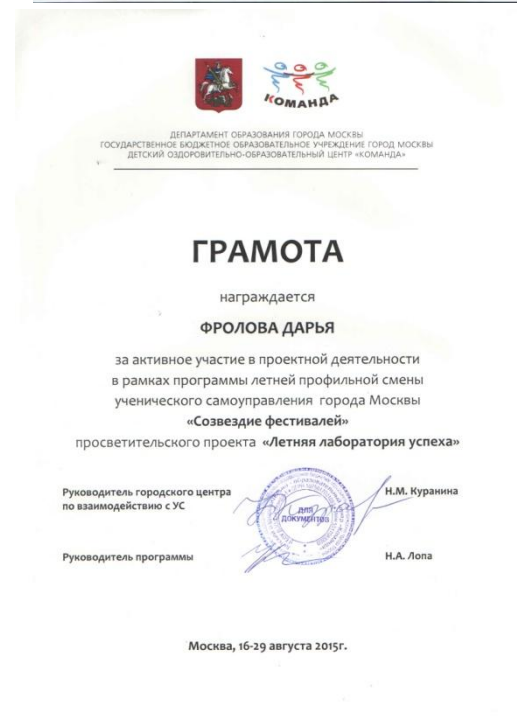 КОМАНДА
ДЕПАРТАМЕНТ ОБРАЗОВАНИЯ ГОРОДА МОСКВЫ
ГОСУДАРСТВЕННОЕ БЮДЖЕТНОЕ ОБРАЗОВАТЕЛЬНОЕ УЧРЕЖДЕНИЕ ГОРОД МОСКВЫ
ДЕТСКИЙ ОЗДОРОВИТЕЛЬНО-ОБРАЗОВАТЕЛЬНЫЙ ЦЕНТР «КОМАНДА»
ГРАМОТА
награждается
ФРОЛОВА ДАРЬЯ
за активное участие в проектной деятельности
в рамках программы летней профильной смены
ученического самоуправления города Москвы
«Созвездие фестивалей»
просветительского проекта «Летняя лаборатория успеха»
Руководитель городского центра
по взаимодействию с УС
Н.М. Куранина
ДЛЯ
ДОКУМЕНТОВ
Руководитель программы
Н.А. Лопа
Москва, 16-29 августа 2015г.